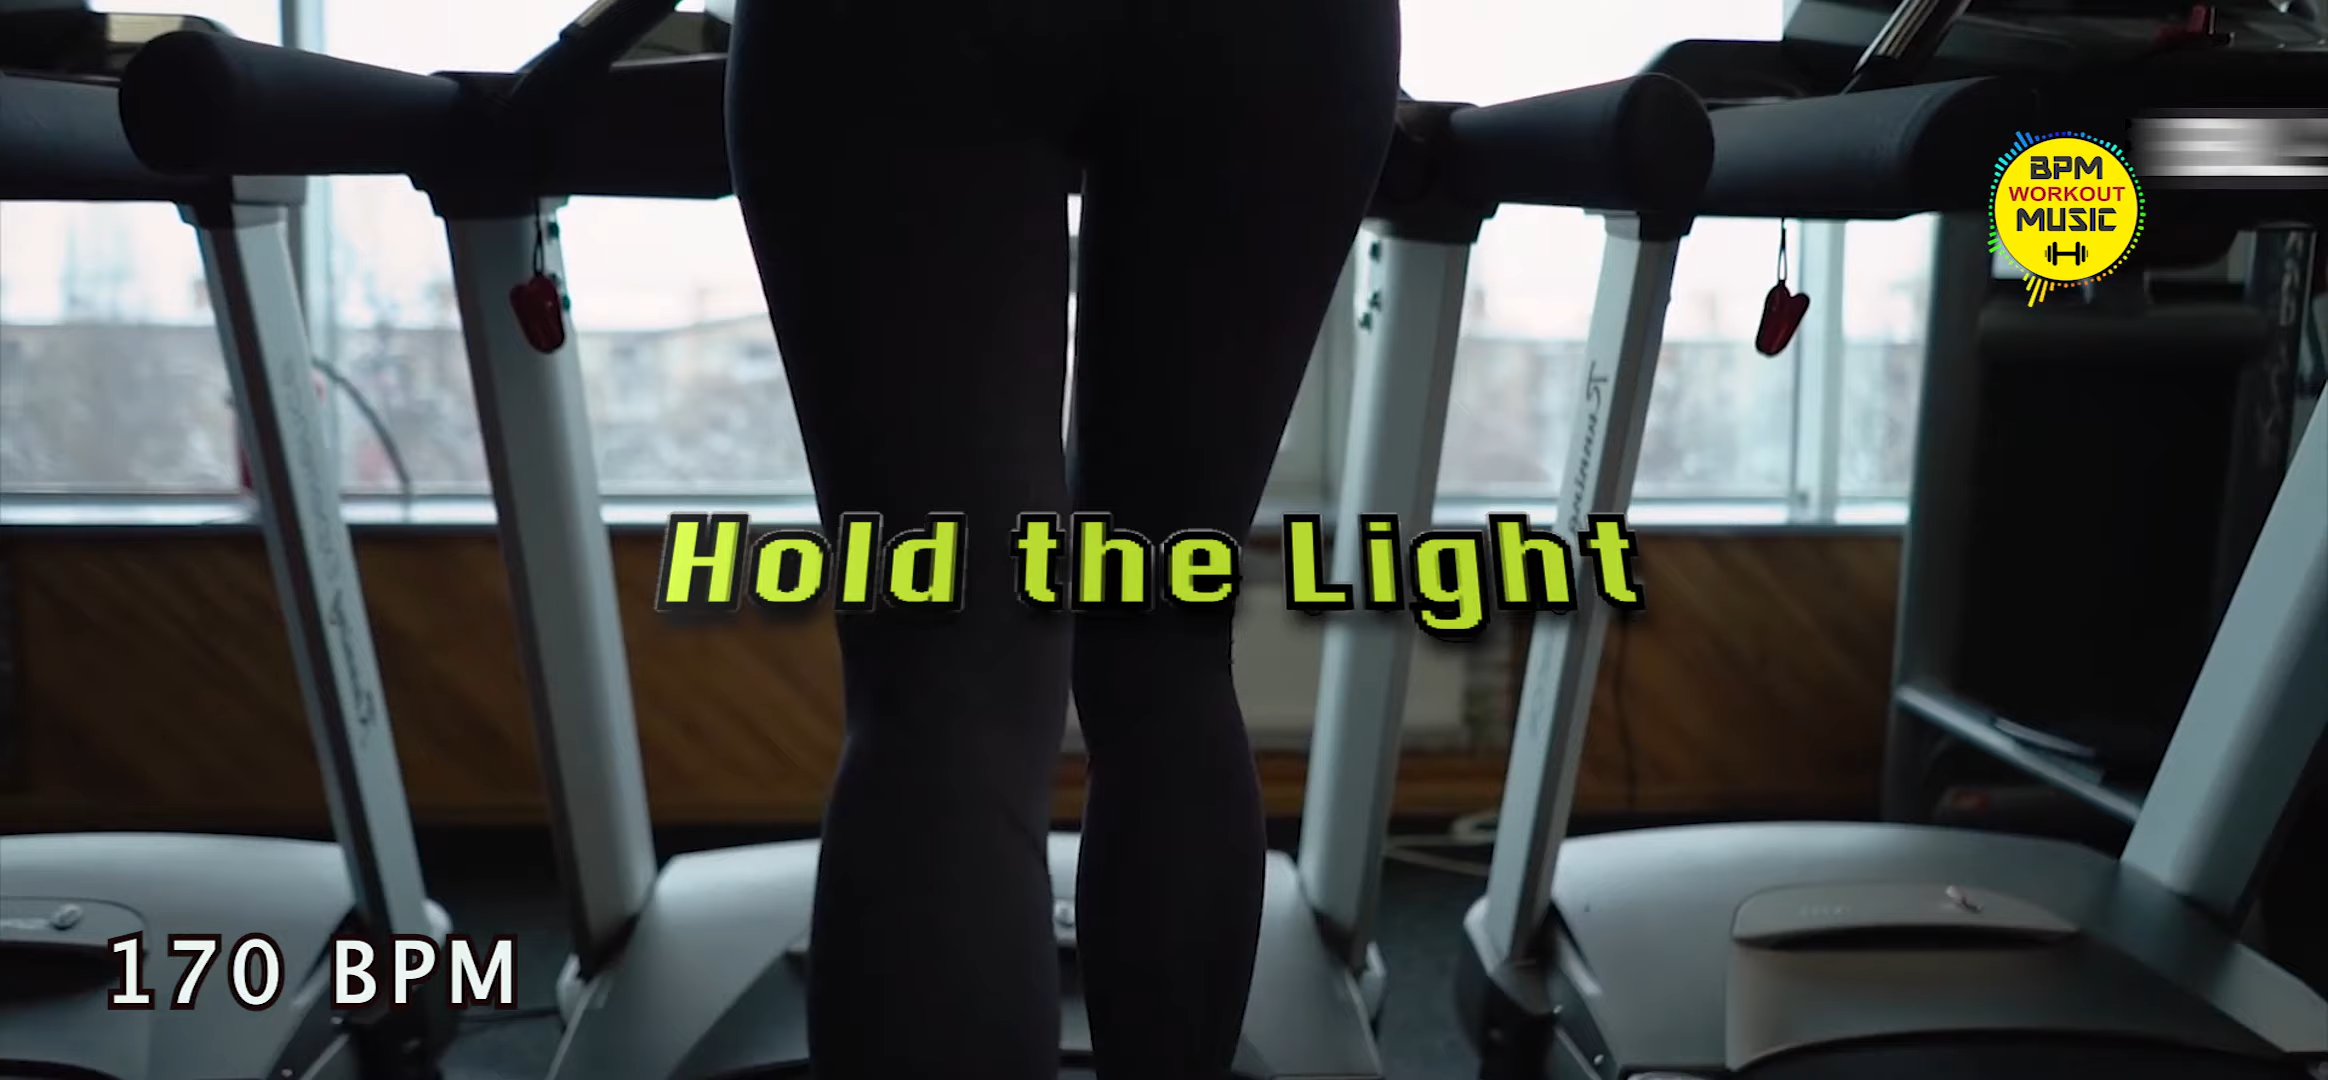 BPM
WORKOUT
MUSIC
Hold the Light
170 BPM